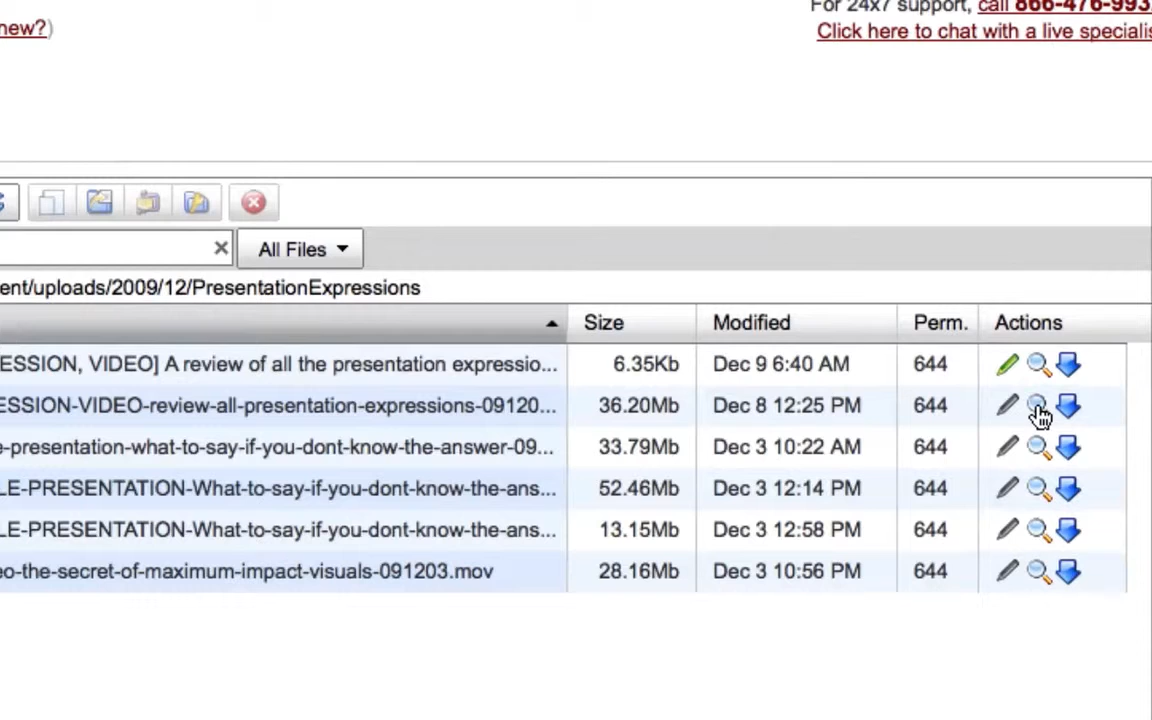 For 24x7 support, call 866-476-993
new?)
Click here to chat with a live specialis
All Files
ent/uploads/2009/12/PresentationExpressions
Size Modified Perm. Actions
ESSION, VIDEO] A review of all the presentation expressio... 6.35Kb Dec 9 6:40 AM 644
ESSION-VIDEO-review-all-presentation-expressions-09120... 36.20Mb Dec 8 12:25 PM 644
e-presentation-what-to-say-if-you-dont-know-the-answer-09... 33.79Mb Dec 3 10:22 AM 644
LE-PRESENTATION-What-to-say-if-you-dont-know-the-ans... 52.46Mb Dec 3 12:14 PM 644
LE-PRESENTATION-What-to-say-if-you-dont-know-the-ans... 13.15Mb Dec 3 12:58 PM 644
eo-the-secret-of-maximum-impact-visuals-091203.mov 28.16Mb Dec 3 10:56 PM 644